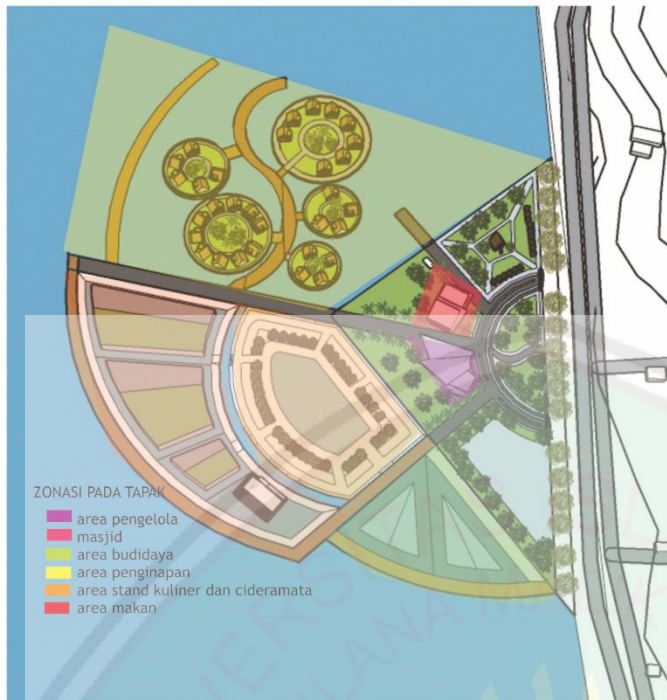 ZONASI PADA TAPAK
area pengelola
masjid
area budidaya
area penginapan
area stand kuliner dan cideramata
area makan